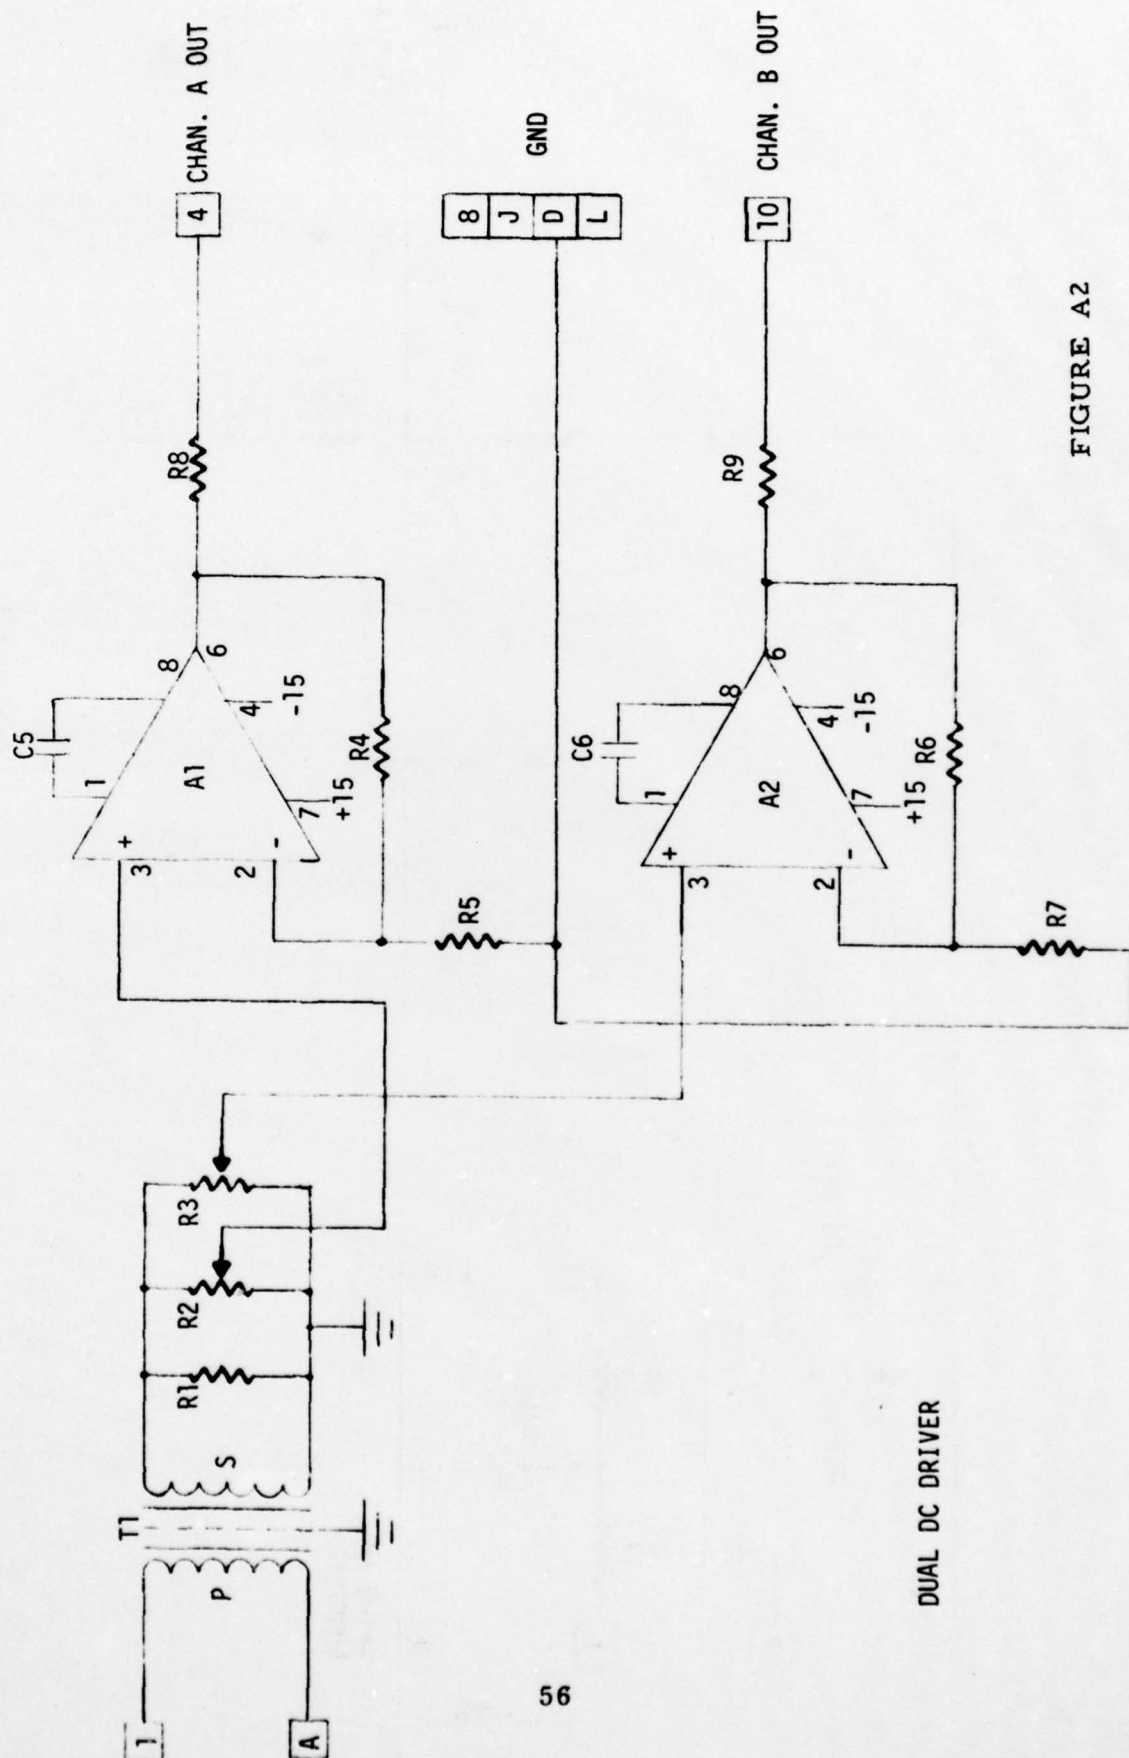 1
A
T1
P
S
R1
R2
R3
C5
1
8
+
3
A1
6
2
-
7
+15
4
-15
R4
R5
R8
4 CHAN. A OUT
8
J
D
L
GND
C6
1
8
+
3
A2
6
2
-
7
+15
4
-15
R6
R7
R9
10 CHAN. B OUT
DUAL DC DRIVER
FIGURE A2
56